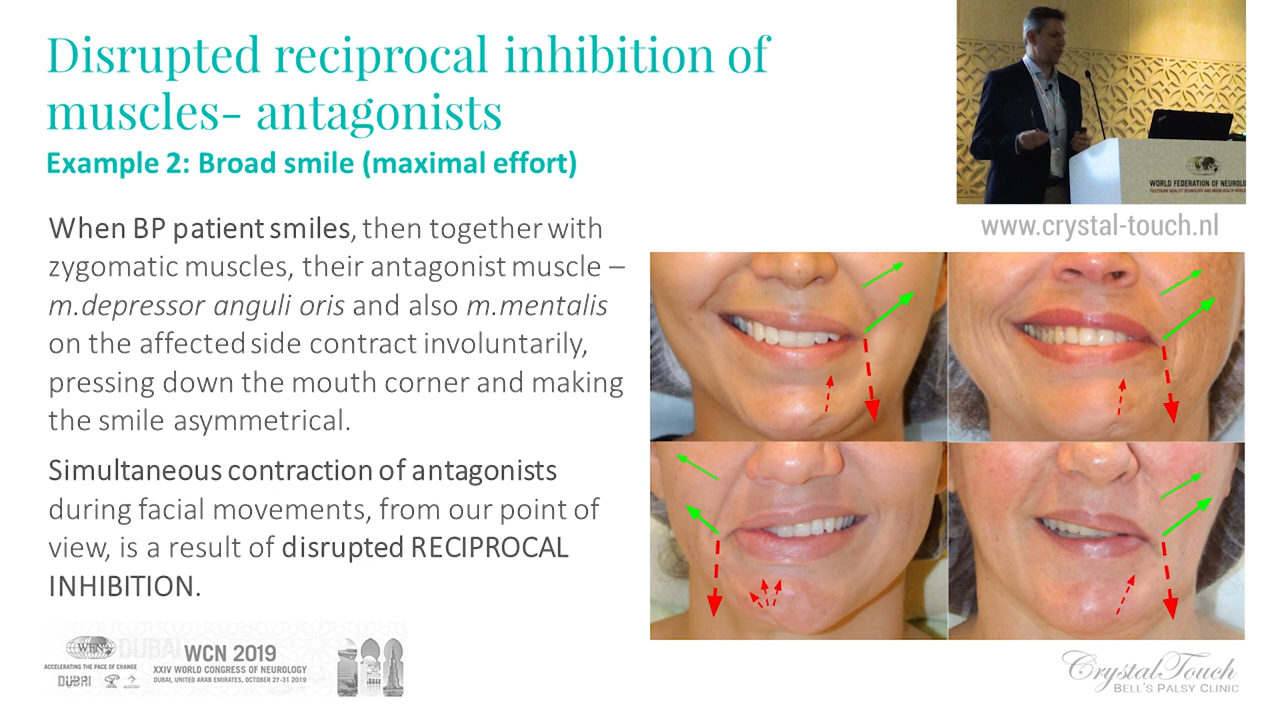 Disrupted reciprocal inhibition of
muscles- antagonists
Example 2: Broad smile (maximal effort)
When BP patient smiles, then together with
zygomatic muscles, their antagonist muscle –
m.depressor anguli oris and also m.mentalis
on the affected side contract involuntarily,
pressing down the mouth corner and making
the smile asymmetrical.
Simultaneous contraction of antagonists
during facial movements, from our point of
view, is a result of disrupted RECIPROCAL
INHIBITION.
WORLD FEDERATION OF NEUROLO
www.crystal-touch.nl
WFN
DUBAI
ACCELERATING THE PACE OF CHANGE
DUBAI
WCN 2019
XXIV WORLD CONGRESS OF NEUROLOGY
DUBAI, UNITED ARAB EMIRATES, OCTOBER 27-31 2019
CrystalTouch
BELL'S PALSY CLINIC